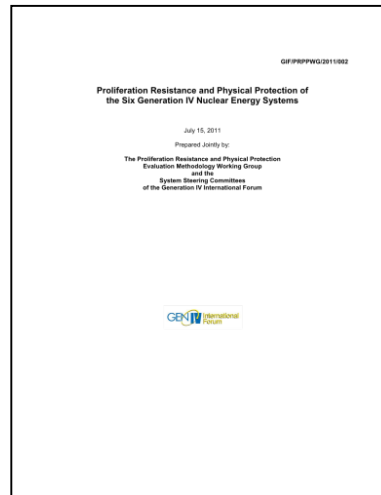 GIF/PRPPWG/2011/002
Proliferation Resistance and Physical Protection of
the Six Generation IV Nuclear Energy Systems
July 15, 2011
Prepared Jointly by:
The Proliferation Resistance and Physical Protection
Evaluation Methodology Working Group
and the
System Steering Committees
of the Generation IV International Forum
GEN IV International
Forum